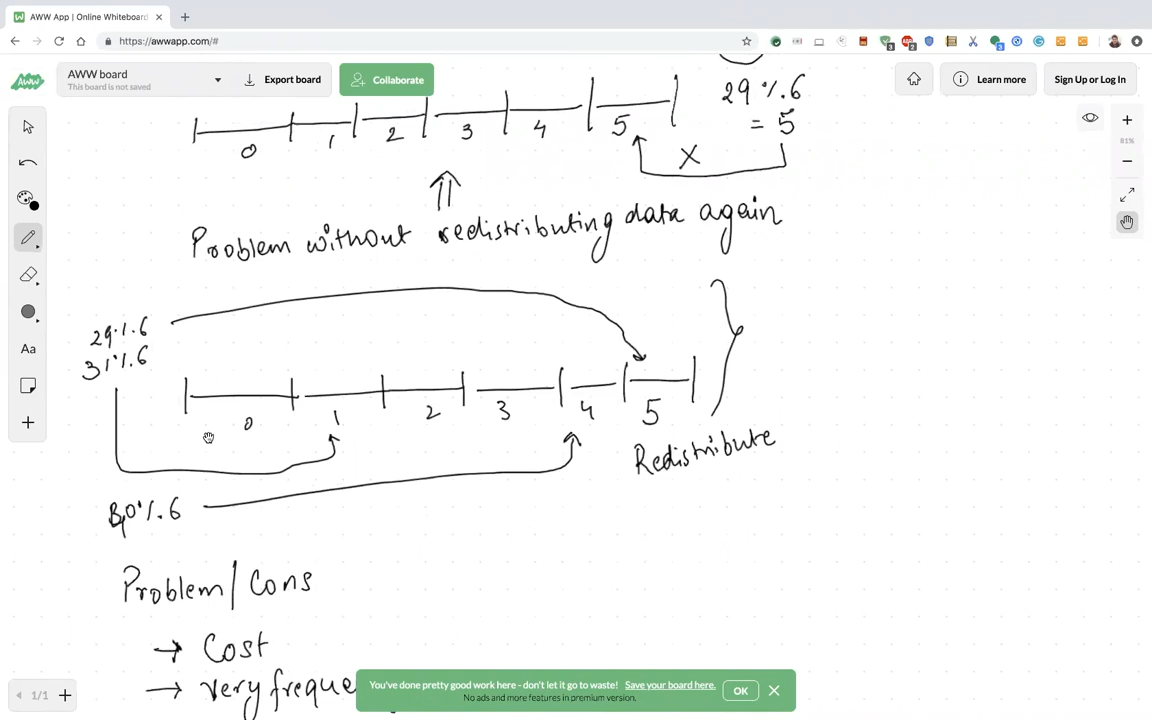 AWW App | Online Whiteboard
https://awwapp.com/#
AWW
AWW board
This board is not saved
Export board
Collaborate
Learn more
Sign Up or Log In
81%
29 % 6
= 5
0 1 2 3 4 5
X
Problem without redistributing data again
29 % 6
31 % 6
0 1 2 3 4 5
Redistribute
% 6
Problem/Cons
→ Cost
→ very freque
Aa
You've done pretty good work here - don't let it go to waste! Save your board here.
No ads and more features in premium version.
OK
1/1